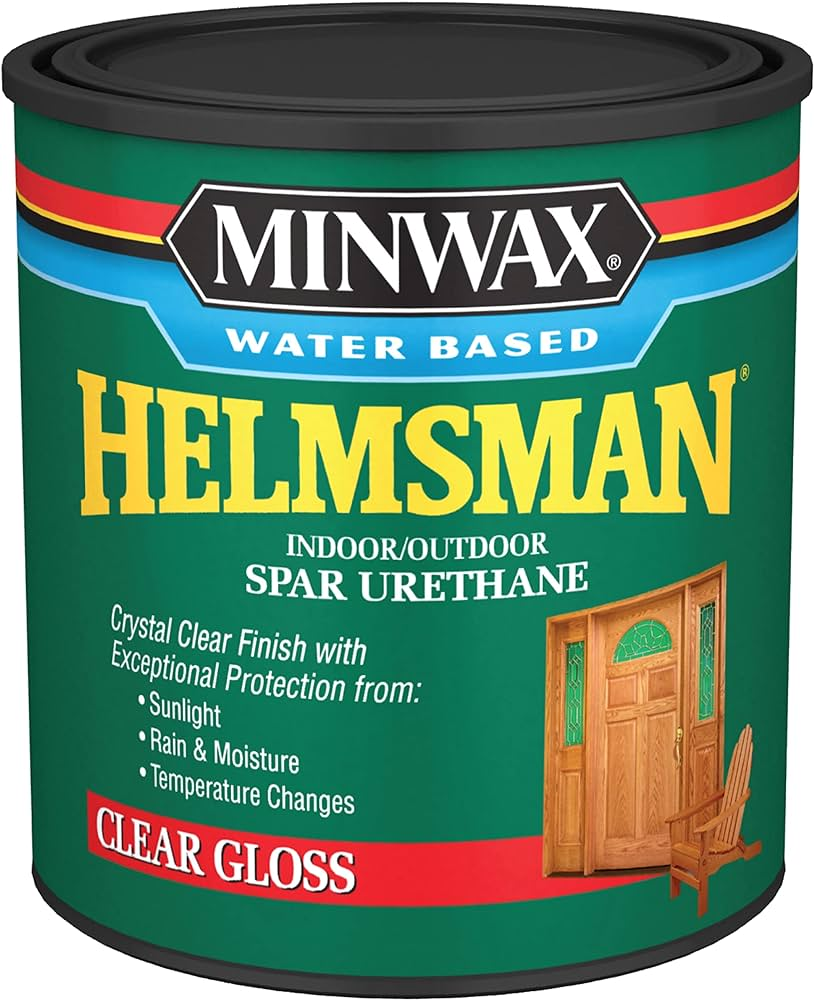 MINWAX®
WATER BASED
HELMSMAN®
INDOOR/OUTDOOR
SPAR URETHANE
Crystal Clear Finish with
Exceptional Protection from:
• Sunlight
• Rain & Moisture
• Temperature Changes
CLEAR GLOSS